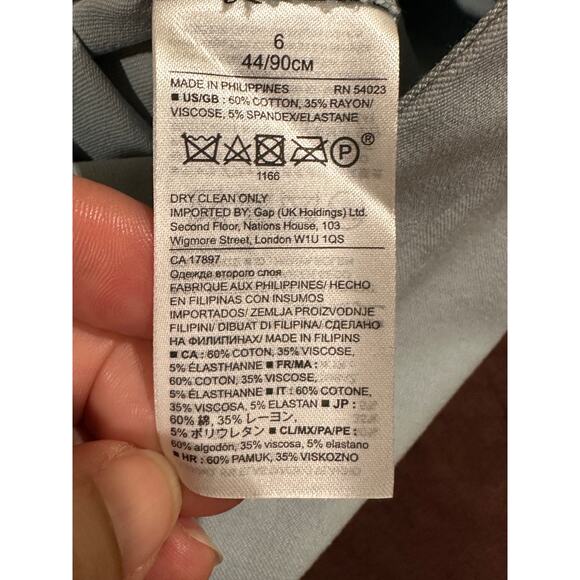 6
44/90CM
MADE IN PHILIPPINES RN 54023
■ US/GB : 60% COTTON, 35% RAYON/
VISCOSE, 5% SPANDEX/ELASTANE
P®
1166
DRY CLEAN ONLY
IMPORTED BY: Gap (UK Holdings) Ltd.
Second Floor, Nations House, 103
Wigmore Street, London W1U 1QS
CA 17897
Одежде второго слоя
FABRIQUE AUX PHILIPPINES/ HECHO
EN FILIPINAS CON INSUMOS
IMPORTADOS/ ZEMLJA PROIZVODNJE
FILIPINI/ DIBUAT DI FILIPINA/ СДЕЛАНО
НА ФИЛИПИНАХ/ MADE IN FILIPINS
■ CA : 60% COTON, 35% VISCOSE,
5% ÉLASTHANNE ■ FR/MA :
60% COTON, 35% VISCOSE,
5% ÉLASTHANNE ■ IT : 60% COTONE,
35% VISCOSA, 5% ELASTAN ■ JP :
60% 綿, 35% レーヨン,
5% ポリウレタン ■ CL/MX/PA/PE :
60% algodón, 35% viscosa, 5% elastano
■ HR : 60% PAMUK, 35% VISKOZNO